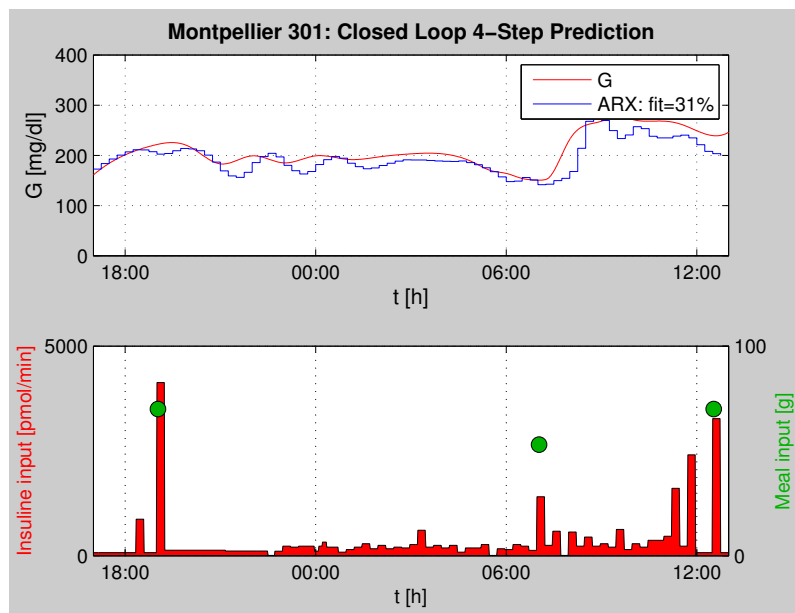 Montpellier 301: Closed Loop 4−Step Prediction
400
300
200
100
0
G [mg/dl]
G
ARX: fit=31%
18:00 00:00 06:00 12:00
t [h]
5000
0
Insuline input [pmol/min]
100
0
Meal input [g]
18:00 00:00 06:00 12:00
t [h]